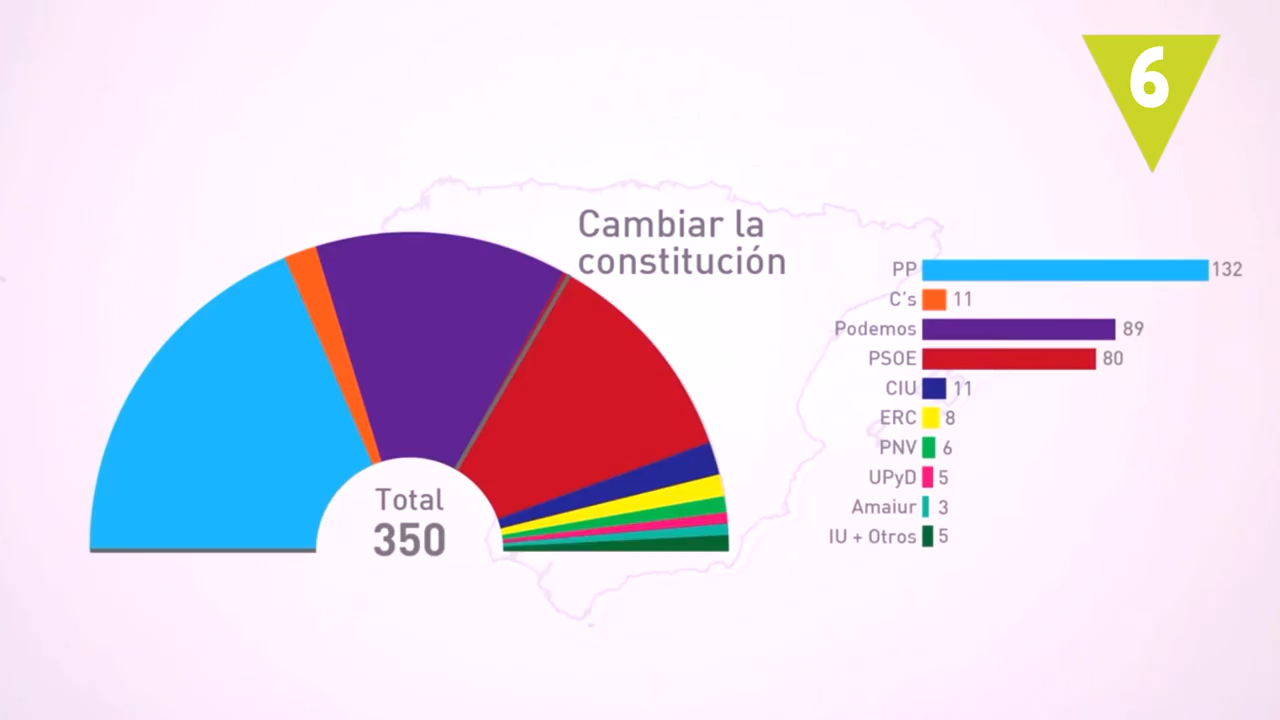 6
Cambiar la
constitución
PP 132
C's 11
Podemos 89
PSOE 80
CIU 11
ERC 8
PNV 6
UPyD 5
Amaiur 3
IU + Otros 5
Total
350